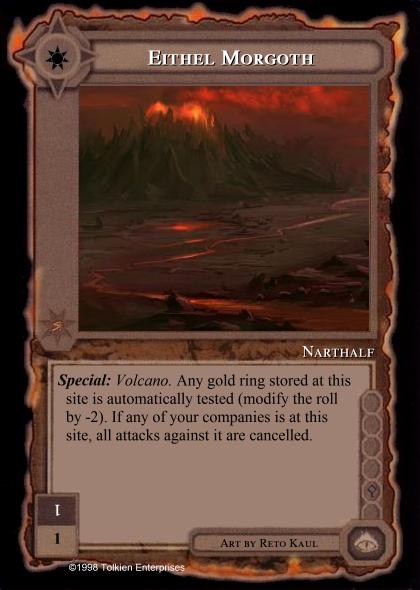 Eithel Morgoth
Narthalf
Special: Volcano. Any gold ring stored at this
site is automatically tested (modify the roll
by -2). If any of your companies is at this
site, all attacks against it are cancelled.
I
1
Art by Reto Kaul
©1998 Tolkien Enterprises